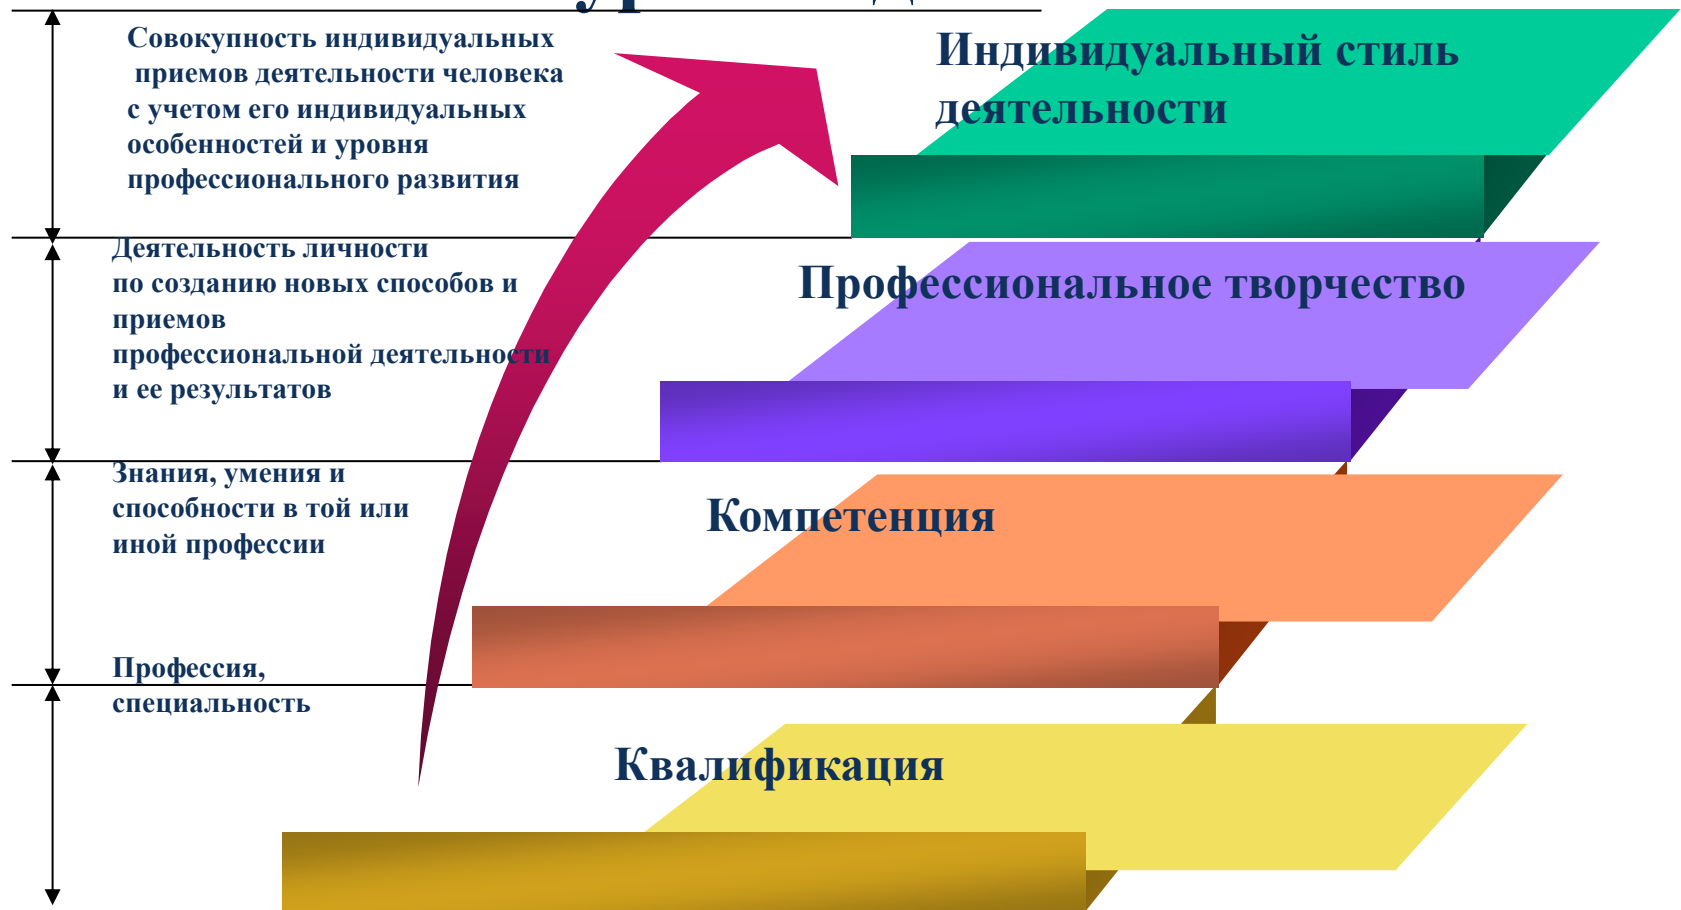 Совокупность индивидуальных
приемов деятельности человека
с учетом его индивидуальных
особенностей и уровня
профессионального развития
Индивидуальный стиль
деятельности
Деятельность личности
по созданию новых способов и
приемов
профессиональной деятельности
и ее результатов
Профессиональное творчество
Знания, умения и
способности в той или
иной профессии
Компетенция
Профессия,
специальность
Квалификация